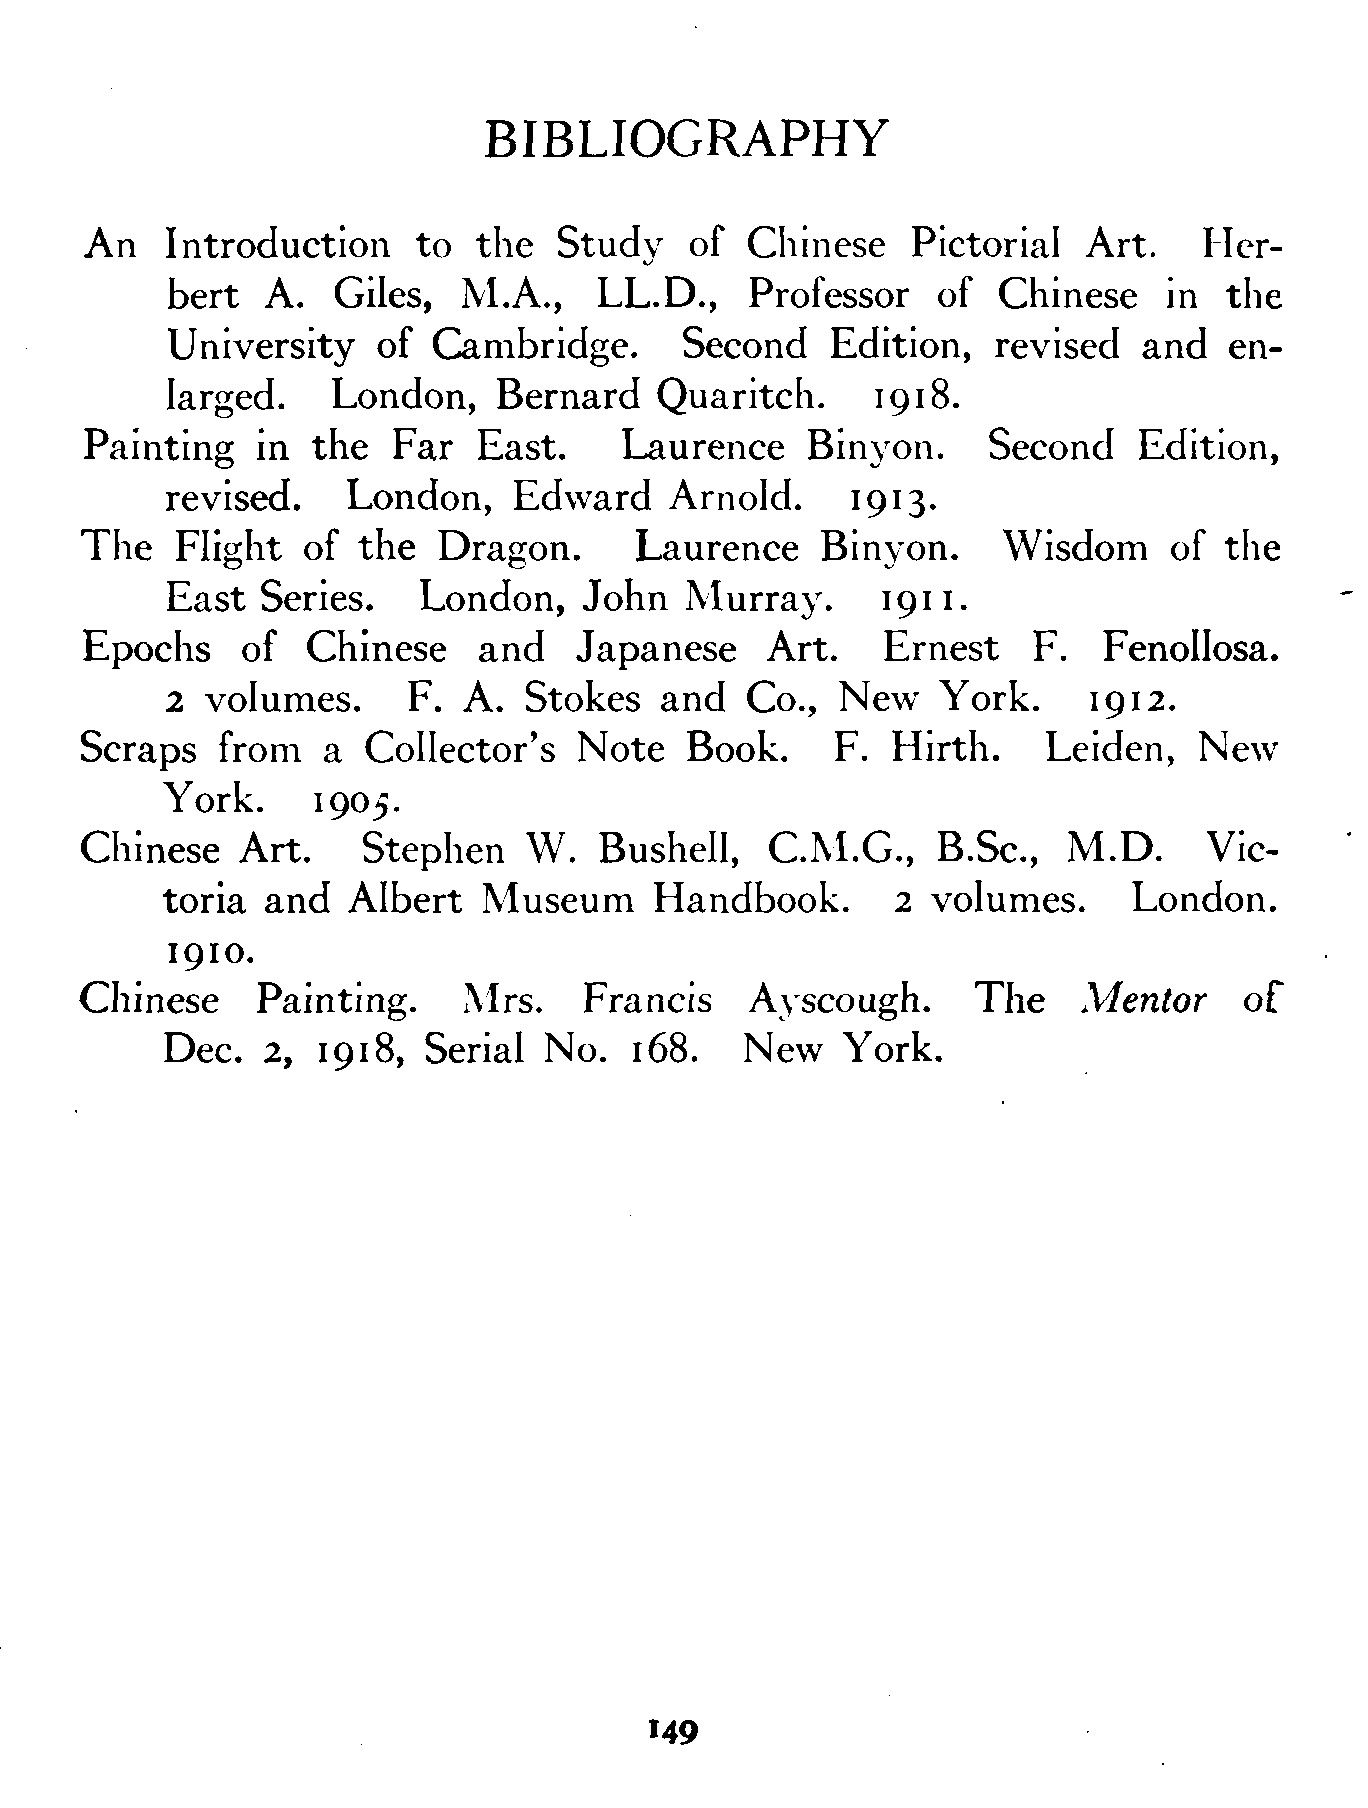 BIBLIOGRAPHY
An Introduction to the Study of Chinese Pictorial Art. Her-
bert A. Giles, M.A., LL.D., Professor of Chinese in the
University of Cambridge. Second Edition, revised and en-
larged. London, Bernard Quaritch. 1918.
Painting in the Far East. Laurence Binyon. Second Edition,
revised. London, Edward Arnold. 1913.
The Flight of the Dragon. Laurence Binyon. Wisdom of the
East Series. London, John Murray. 1911.
Epochs of Chinese and Japanese Art. Ernest F. Fenollosa.
2 volumes. F. A. Stokes and Co., New York. 1912.
Scraps from a Collector's Note Book. F. Hirth. Leiden, New
York. 1905.
Chinese Art. Stephen W. Bushell, C.M.G., B.Sc., M.D. Vic-
toria and Albert Museum Handbook. 2 volumes. London.
1910.
Chinese Painting. Mrs. Francis Ayscough. The Mentor of
Dec. 2, 1918, Serial No. 168. New York.
149